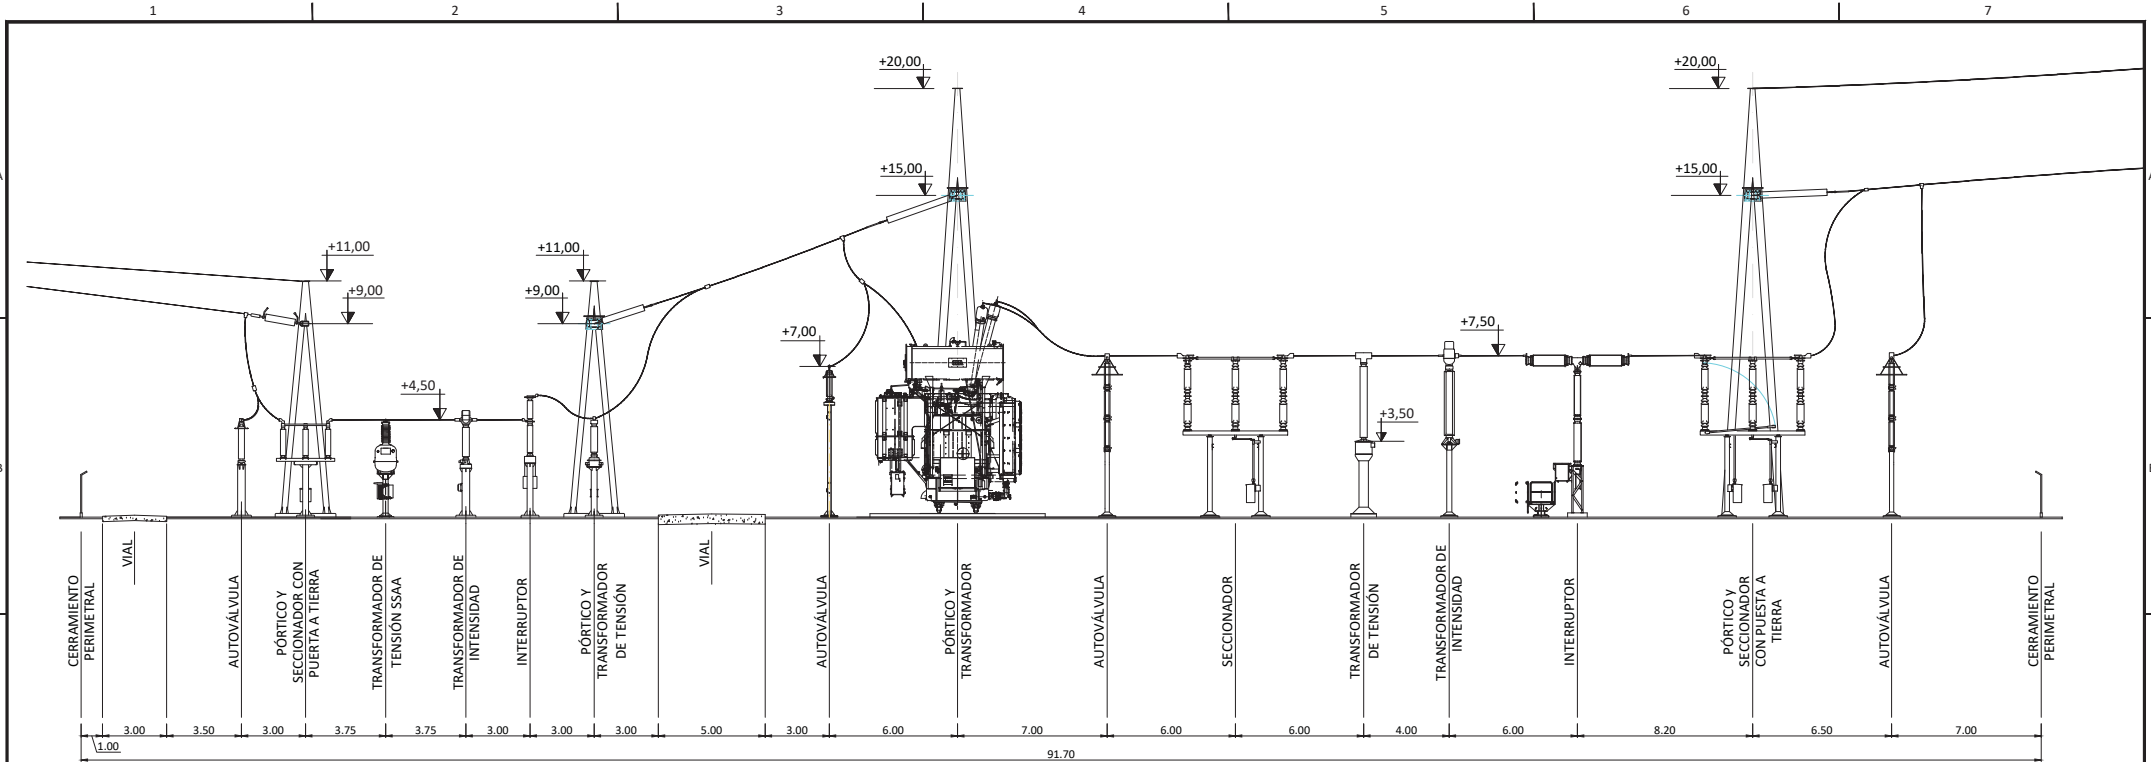 1
2
3
4
5
6
7
+20,00
+20,00
+15,00
+15,00
+11,00
+11,00
+9,00
+9,00
+7,00
+7,50
+4,50
+3,50
A
A
B
CERRAMIENTO
PERIMETRAL
VIAL
AUTOVÁLVULA
PÓRTICO Y
SECCIONADOR CON
PUERTA A TIERRA
TRANSFORMADOR DE
TENSIÓN SSAA
TRANSFORMADOR DE
INTENSIDAD
INTERRUPTOR
PÓRTICO Y
TRANSFORMADOR
DE TENSIÓN
VIAL
AUTOVÁLVULA
PÓRTICO Y
TRANSFORMADOR
AUTOVÁLVULA
SECCIONADOR
TRANSFORMADOR
DE TENSIÓN
TRANSFORMADOR DE
INTENSIDAD
INTERRUPTOR
PÓRTICO y
SECCIONADOR
CON PUESTA A
TIERRA
AUTOVÁLVULA
CERRAMIENTO
PERIMETRAL
3.00
3.50
3.00
3.75
3.75
3.00
3.00
3.00
5.00
3.00
6.00
7.00
6.00
6.00
4.00
6.00
8.20
6.50
7.00
1.00
91.70